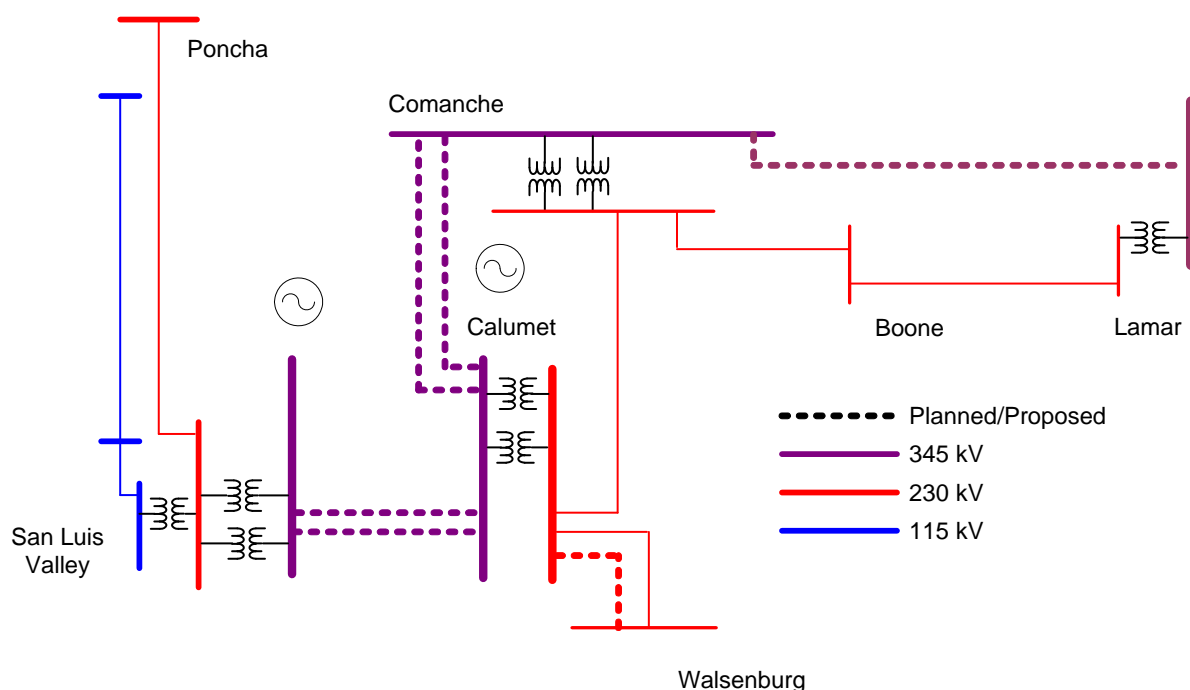 Poncha
Comanche
Calumet
Boone
Lamar
Planned/Proposed
345 kV
230 kV
115 kV
San Luis
Valley
Walsenburg